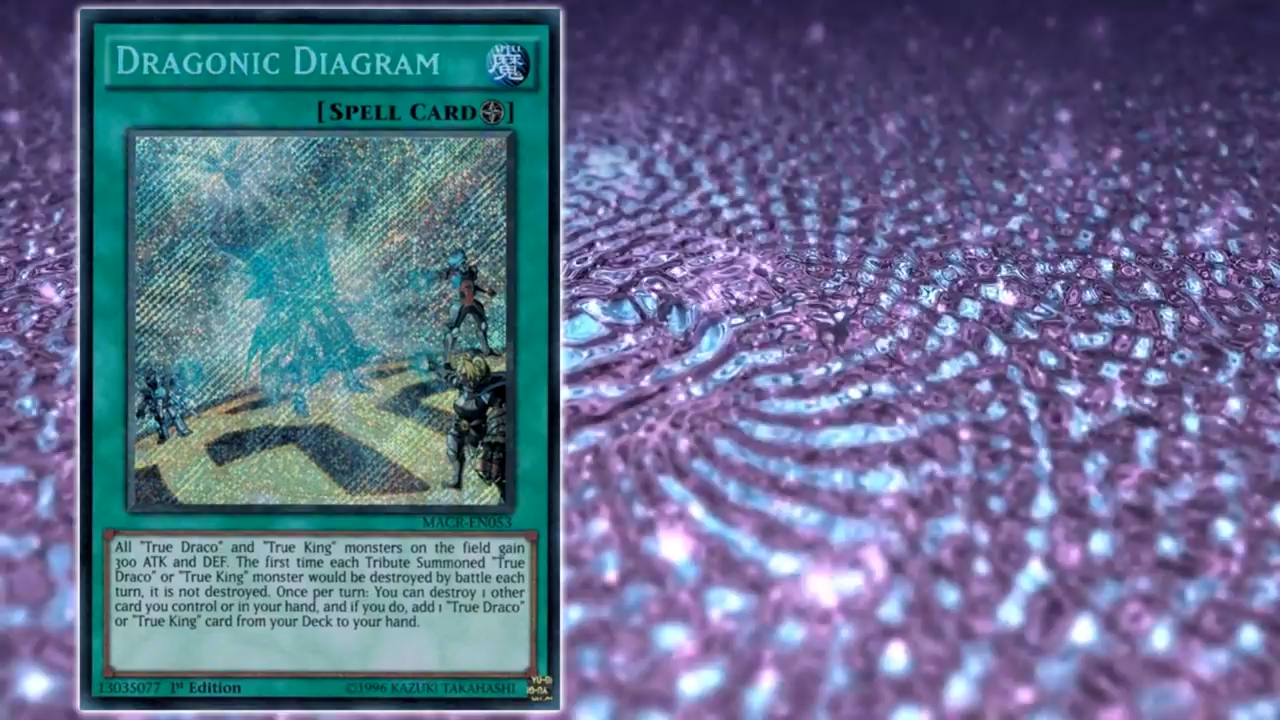 DRAGONIC DIAGRAM
魔
[SPELL CARD]
MACR-EN053
All "True Draco" and "True King" monsters on the field gain
300 ATK and DEF. The first time each Tribute Summoned "True
Draco" or "True King" monster would be destroyed by battle each
turn, it is not destroyed. Once per turn: You can destroy 1 other
card you control or in your hand, and if you do, add 1 "True Draco"
or "True King" card from your Deck to your hand.
13035077 1st Edition ©1996 KAZUKI TAKAHASHI